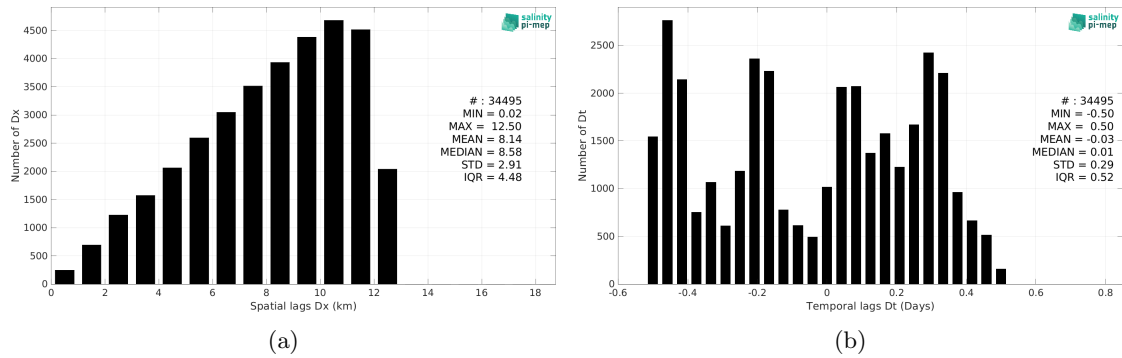 salinity
pi-mep
4500
4000
3500
3000
2500
2000
1500
1000
500
0
Number of Dx
# : 34495
MIN = 0.02
MAX = 12.50
MEAN = 8.14
MEDIAN = 8.58
STD = 2.91
IQR = 4.48
0 2 4 6 8 10 12 14 16 18
Spatial lags Dx (km)
(a)
salinity
pi-mep
2500
2000
1500
1000
500
0
Number of Dt
# : 34495
MIN = -0.50
MAX = 0.50
MEAN = -0.03
MEDIAN = 0.01
STD = 0.29
IQR = 0.52
-0.6 -0.4 -0.2 0 0.2 0.4 0.6 0.8
Temporal lags Dt (Days)
(b)